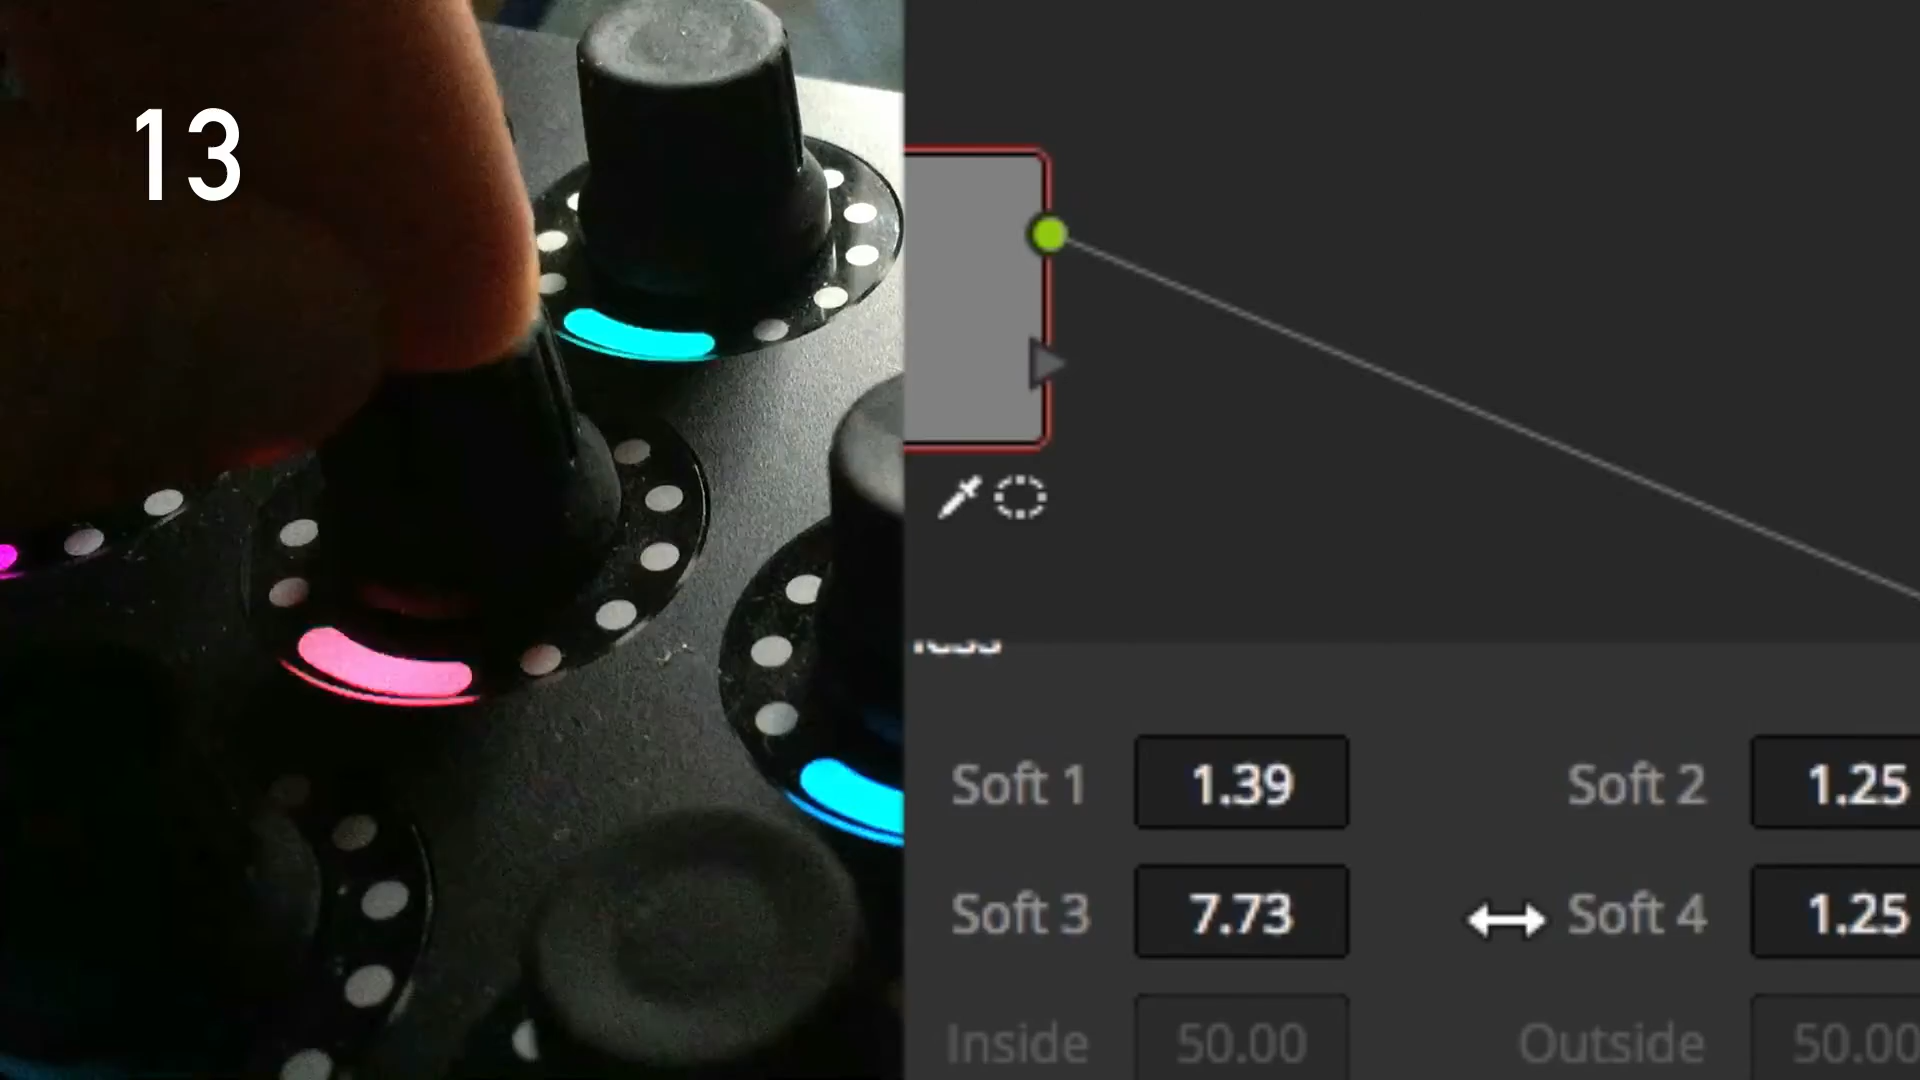 13
Soft 1 1.39 Soft 2 1.25
Soft 3 7.73 Soft 4 1.25
Inside 50.00 Outside 50.00